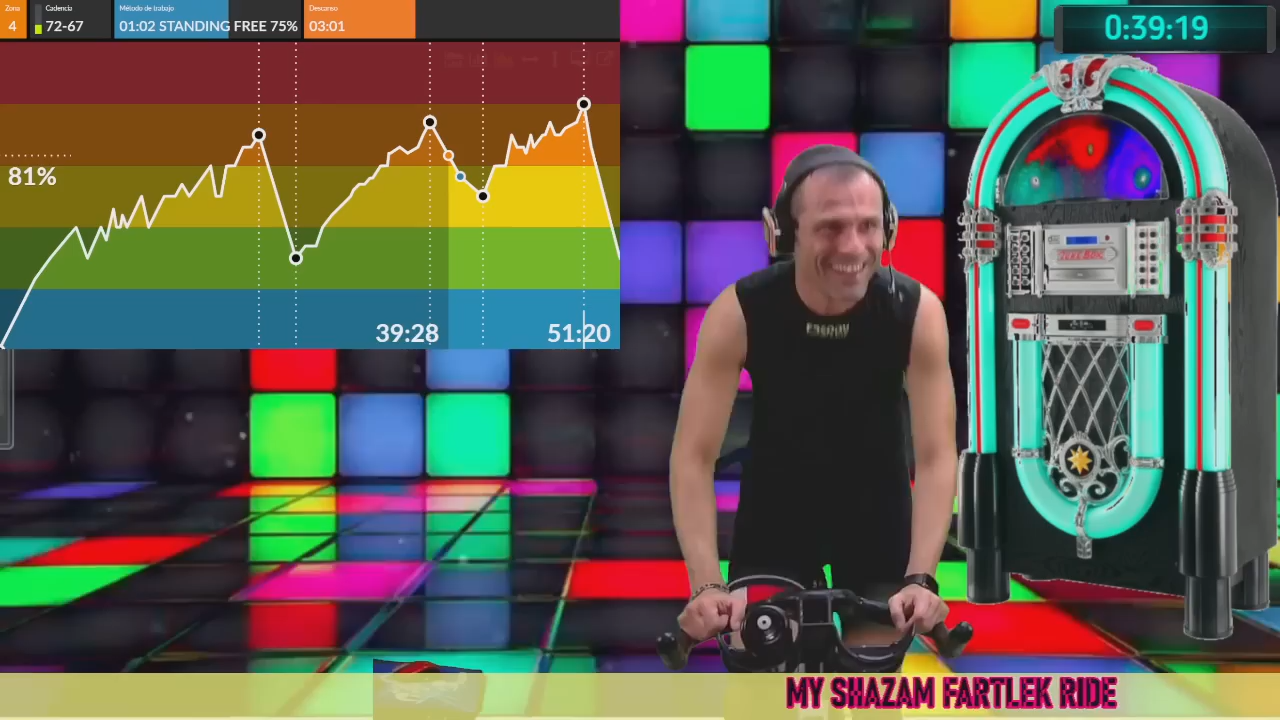 Zona
4
Cadencia
72-67
Método de trabajo
01:02 STANDING FREE 75%
Descanso
03:01
0:39:19
81%
39:28
51:20
JUKEBOX
MY SHAZAM FARTLEK RIDE